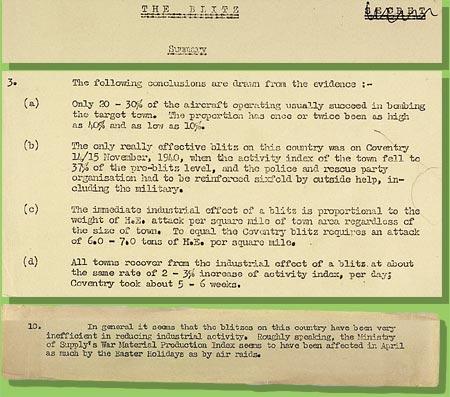 THE BLITZ
SECRET
SUMMARY
3. The following conclusions are drawn from the evidence :-
(a) Only 20 - 30% of the aircraft operating usually succeed in bombing
the target town. The proportion has once or twice been as high
as 40% and as low as 10%.
(b) The only really effective blitz on this country was on Coventry
14/15 November, 1940, when the activity index of the town fell to
37% of the pre-blitz level, and the police and rescue party
organisation had to be reinforced sixfold by outside help, in-
cluding the military.
(c) The immediate industrial effect of a blitz is proportional to the
weight of H.E. attack per square mile of town area regardless of
the size of town. To equal the Coventry blitz requires an attack
of 6.0 - 7.0 tons of H.E. per square mile.
(d) All towns recover from the industrial effect of a blitz at about
the same rate of 2 - 3% increase of activity index, per day;
Coventry took about 5 - 6 weeks.
10. In general it seems that the blitzes on this country have been very
inefficient in reducing industrial activity. Roughly speaking, the Ministry
of Supply's War Material Production Index seems to have been affected in April
as much by the Easter Holidays as by air raids.